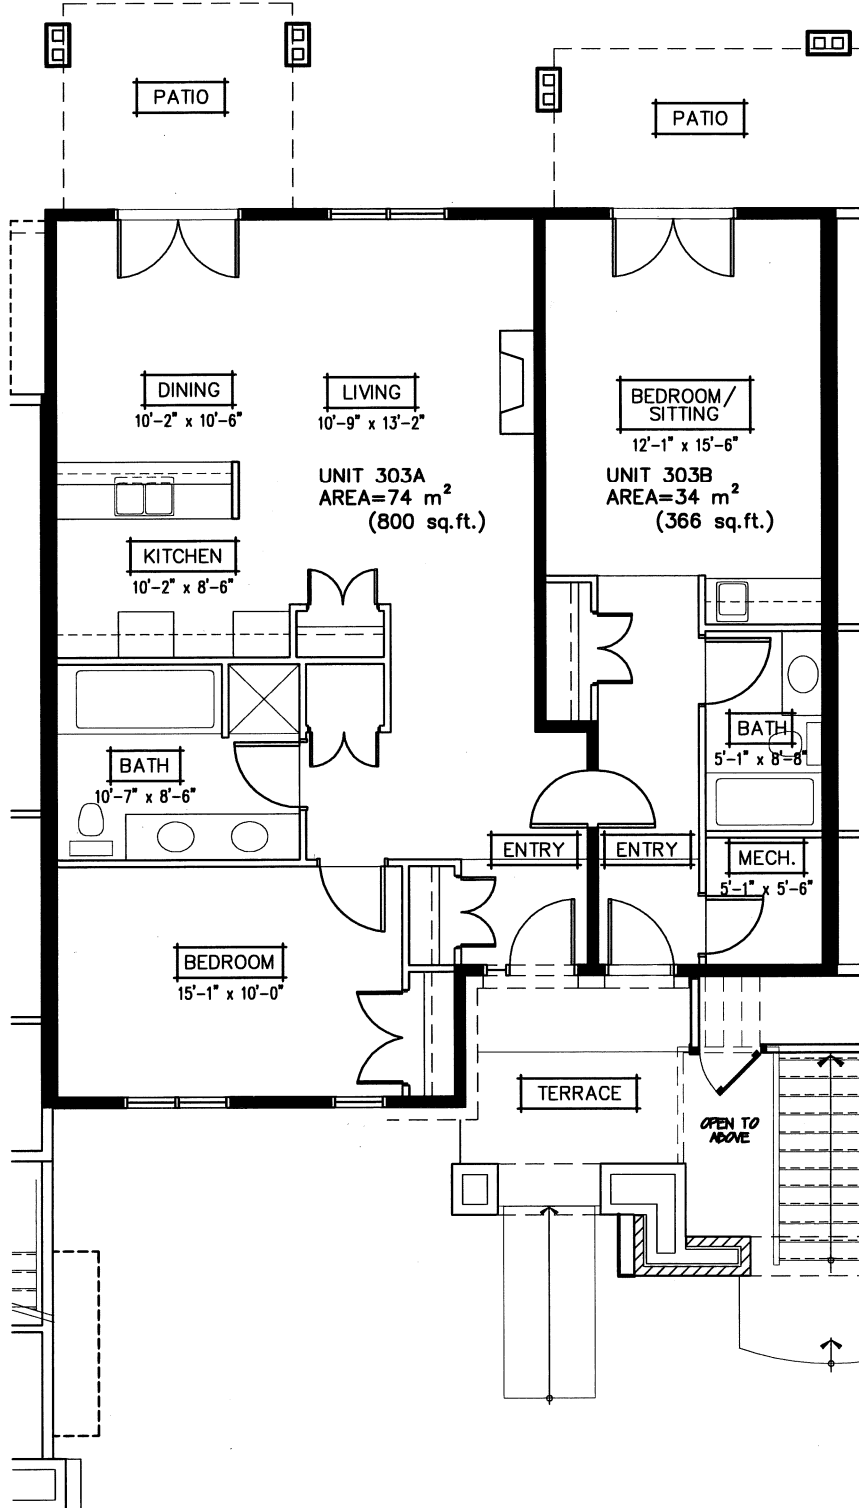 PATIO
PATIO
DINING
10'-2" x 10'-6"
LIVING
10'-9" x 13'-2"
BEDROOM/
SITTING
12'-1" x 15'-6"
UNIT 303A
AREA=74 m²
(800 sq.ft.)
UNIT 303B
AREA=34 m²
(366 sq.ft.)
KITCHEN
10'-2" x 8'-6"
BATH
10'-7" x 8'-6"
BATH
5'-1" x 8'-8"
ENTRY
ENTRY
MECH.
5'-1" x 5'-6"
BEDROOM
15'-1" x 10'-0"
TERRACE
OPEN TO
ABOVE